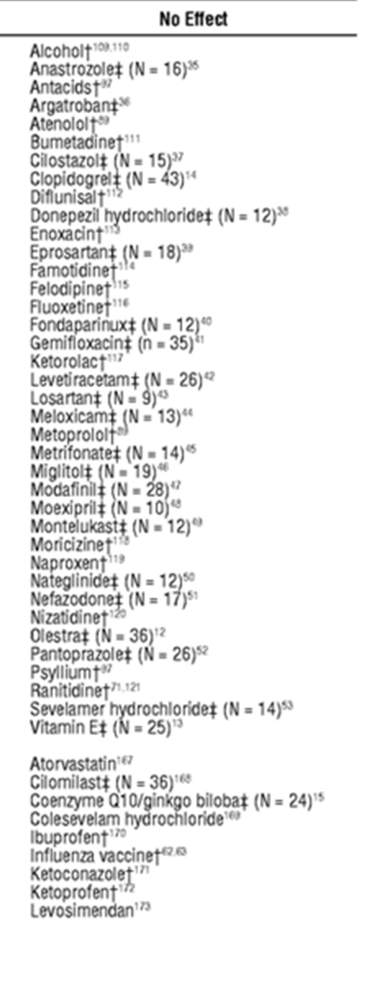 No Effect
Alcohol†109,110
Anastrozole‡ (N = 16)35
Antacids†97
Argatroban‡36
Atenolol†89
Bumetadine†111
Cilostazol‡ (N = 15)37
Clopidogrel‡ (N = 43)14
Diflunisal†112
Donepezil hydrochloride‡ (N = 12)38
Enoxacin†113
Eprosartan‡ (N = 18)39
Famotidine†114
Felodipine†115
Fluoxetine†116
Fondaparinux‡ (N = 12)40
Gemifloxacin‡ (n = 35)41
Ketorolac†117
Levetiracetam‡ (N = 26)42
Losartan‡ (N = 9)43
Meloxicam‡ (N = 13)44
Metoprolol†89
Metrifonate‡ (N = 14)45
Miglitol‡ (N = 19)46
Modafinil‡ (N = 28)47
Moexipril‡ (N = 10)48
Montelukast‡ (N = 12)49
Moricizine†118
Naproxen†119
Nateglinide‡ (N = 12)50
Nefazodone‡ (N = 17)51
Nizatidine†120
Olestra‡ (N = 36)12
Pantoprazole‡ (N = 26)52
Psyllium†97
Ranitidine†71,121
Sevelamer hydrochloride‡ (N = 14)53
Vitamin E‡ (N = 25)13
Atorvastatin167
Cilomilast‡ (N = 36)168
Coenzyme Q10/ginkgo biloba‡ (N = 24)15
Colesevelam hydrochloride169
Ibuprofen†170
Influenza vaccine†62,63
Ketoconazole†171
Ketoprofen†172
Levosimendan173